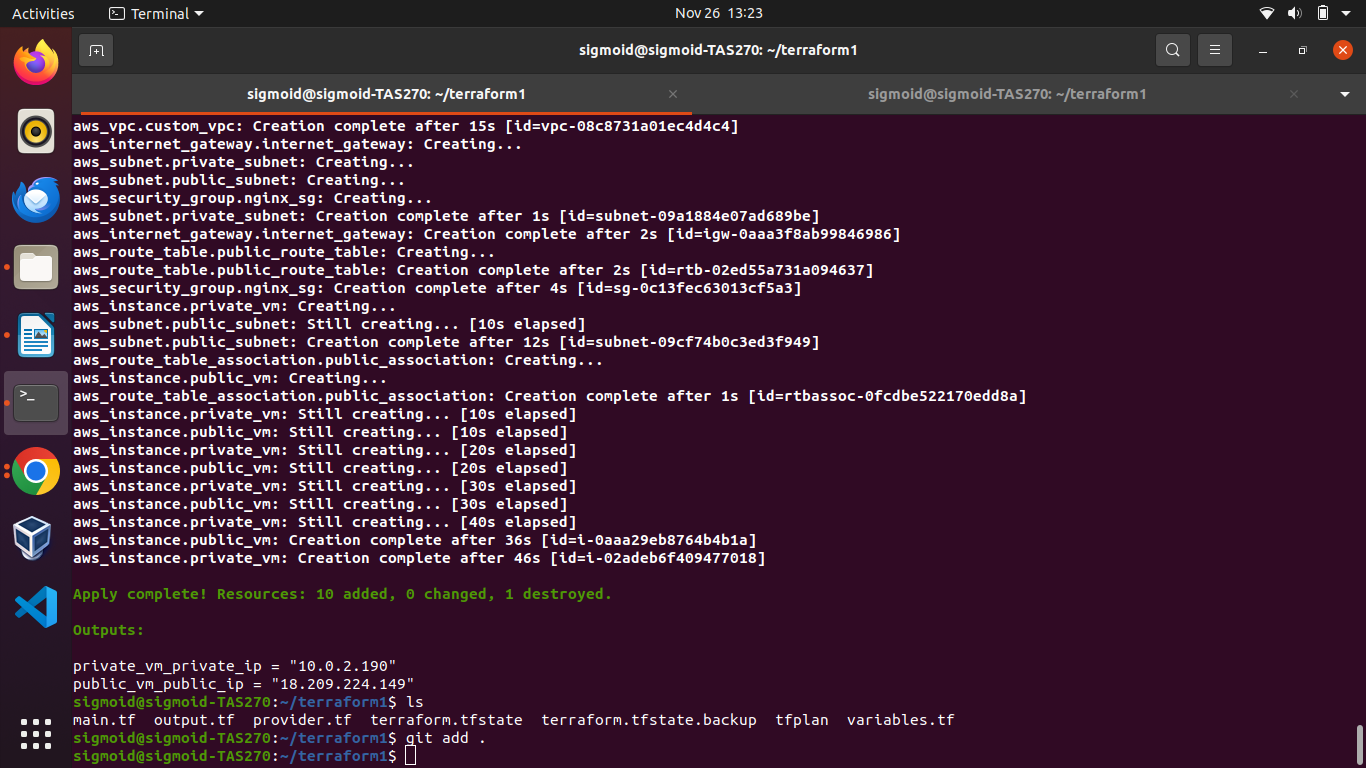 Activities
Terminal
Nov 26 13:23
sigmoid@sigmoid-TAS270: ~/terraform1
sigmoid@sigmoid-TAS270: ~/terraform1
sigmoid@sigmoid-TAS270: ~/terraform1
aws_vpc.custom_vpc: Creation complete after 15s [id=vpc-08c8731a01ec4d4c4]
aws_internet_gateway.internet_gateway: Creating...
aws_subnet.private_subnet: Creating...
aws_subnet.public_subnet: Creating...
aws_security_group.nginx_sg: Creating...
aws_subnet.private_subnet: Creation complete after 1s [id=subnet-09a1884e07ad689be]
aws_internet_gateway.internet_gateway: Creation complete after 2s [id=igw-0aaa3f8ab99846986]
aws_route_table.public_route_table: Creating...
aws_route_table.public_route_table: Creation complete after 2s [id=rtb-02ed55a731a094637]
aws_security_group.nginx_sg: Creation complete after 4s [id=sg-0c13fec63013cf5a3]
aws_instance.private_vm: Creating...
aws_subnet.public_subnet: Still creating... [10s elapsed]
aws_subnet.public_subnet: Creation complete after 12s [id=subnet-09cf74b0c3ed3f949]
aws_route_table_association.public_association: Creating...
aws_instance.public_vm: Creating...
aws_route_table_association.public_association: Creation complete after 1s [id=rtbassoc-0fcdbe522170edd8a]
aws_instance.private_vm: Still creating... [10s elapsed]
aws_instance.public_vm: Still creating... [10s elapsed]
aws_instance.private_vm: Still creating... [20s elapsed]
aws_instance.public_vm: Still creating... [20s elapsed]
aws_instance.private_vm: Still creating... [30s elapsed]
aws_instance.public_vm: Still creating... [30s elapsed]
aws_instance.private_vm: Still creating... [40s elapsed]
aws_instance.public_vm: Creation complete after 36s [id=i-0aaa29eb8764b4b1a]
aws_instance.private_vm: Creation complete after 46s [id=i-02adeb6f409477018]
Apply complete! Resources: 10 added, 0 changed, 1 destroyed.
Outputs:
private_vm_private_ip = "10.0.2.190"
public_vm_public_ip = "18.209.224.149"
sigmoid@sigmoid-TAS270:~/terraform1$ ls
main.tf  output.tf  provider.tf  terraform.tfstate  terraform.tfstate.backup  tfplan  variables.tf
sigmoid@sigmoid-TAS270:~/terraform1$ git add .
sigmoid@sigmoid-TAS270:~/terraform1$